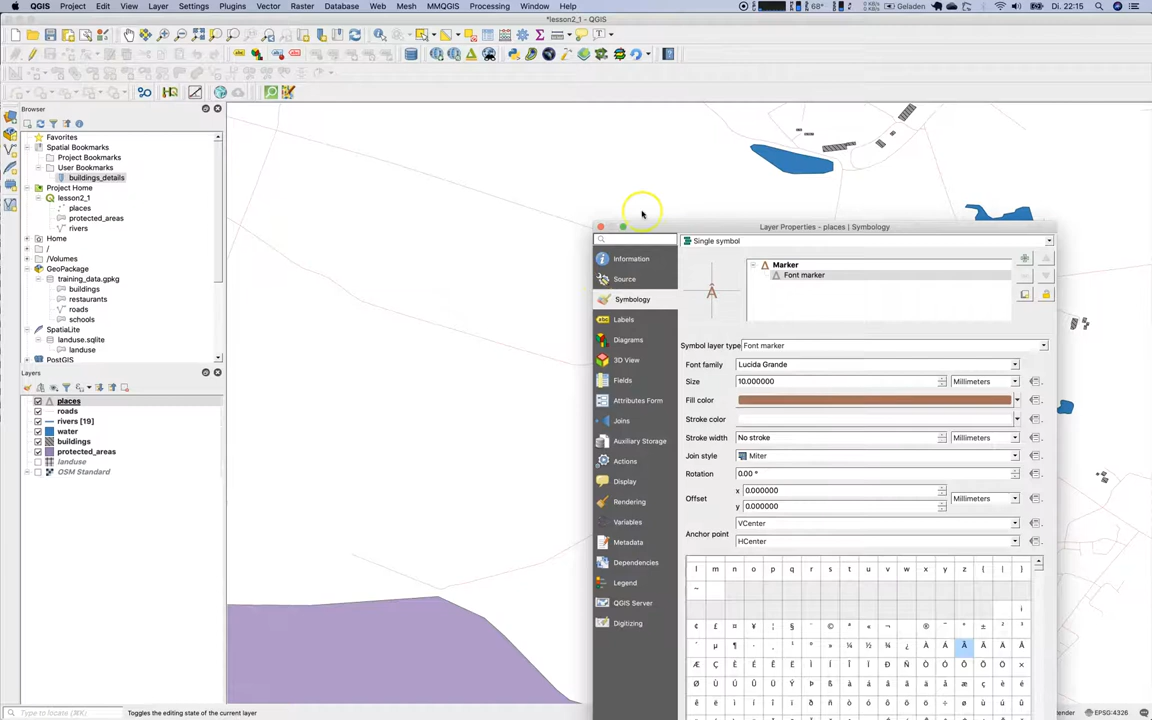 QGIS Project Edit View Layer Settings Plugins Vector Raster Database Web Mesh MMQGIS Processing Window Help
68° Geladen Di. 22:15
*lesson2_1 - QGIS
Browser
Favorites
Spatial Bookmarks
Project Bookmarks
User Bookmarks
buildings_details
Project Home
lesson2_1
places
protected_areas
rivers
Home
/
/Volumes
GeoPackage
training_data.gpkg
buildings
restaurants
roads
schools
SpatiaLite
landuse.sqlite
landuse
PostGIS
Layers
places
roads
rivers [19]
water
buildings
protected_areas
landuse
OSM Standard
Layer Properties - places | Symbology
Information
Source
Symbology
Labels
Diagrams
3D View
Fields
Attributes Form
Joins
Auxiliary Storage
Actions
Display
Rendering
Variables
Metadata
Dependencies
Legend
QGIS Server
Digitizing
Single symbol
Marker
Font marker
Symbol layer type Font marker
Font family Lucida Grande
Size 10.000000 Millimeters
Fill color
Stroke color
Stroke width No stroke Millimeters
Join style Miter
Rotation 0.00 °
Offset x 0.000000 Millimeters
y 0.000000
Anchor point VCenter
HCenter
l m n o p q r s t u v w x y z { | }
~
Type to locate (⌘K)
Toggles the editing state of the current layer
EPSG:4326